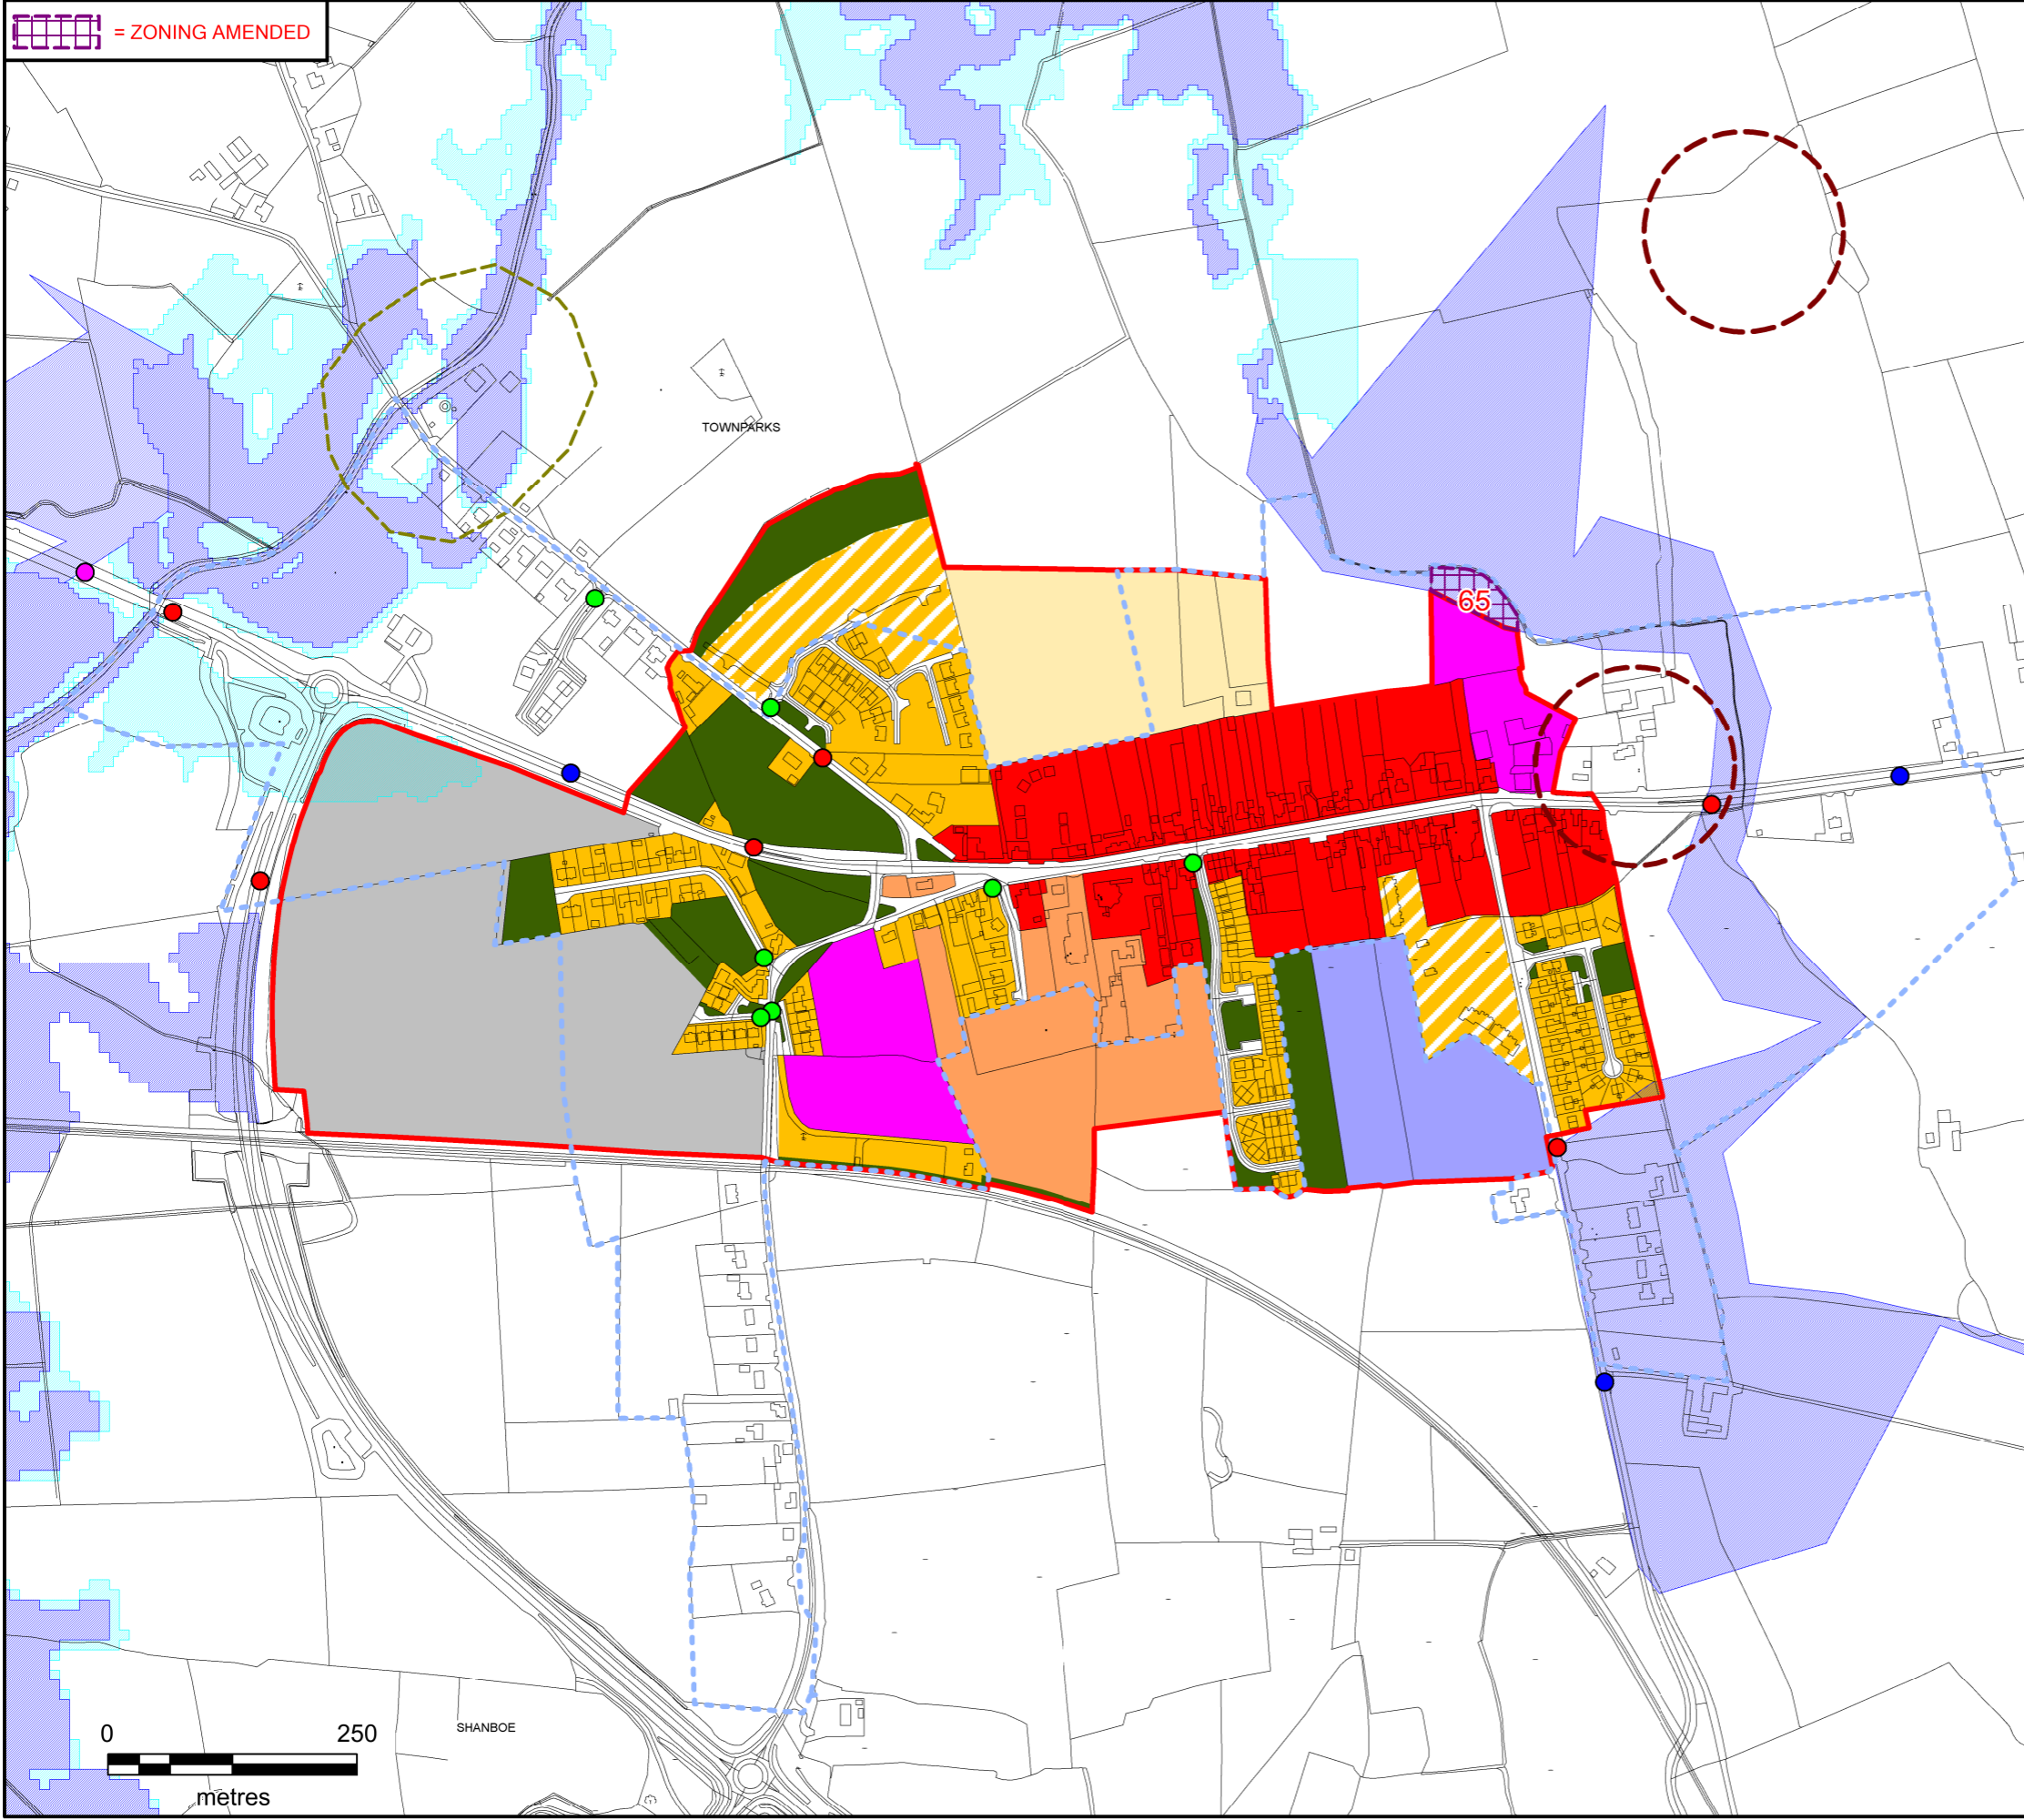 = ZONING AMENDED
TOWNPARKS
65
0 250
SHANBOE
metres